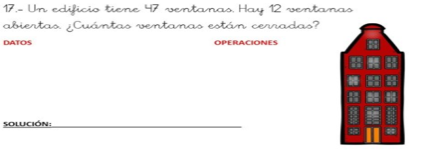 17.- Un edificio tiene 47 ventanas. Hay 12 ventanas
abiertas. ¿Cuántas ventanas están cerradas?
DATOS
OPERACIONES
SOLUCIÓN: